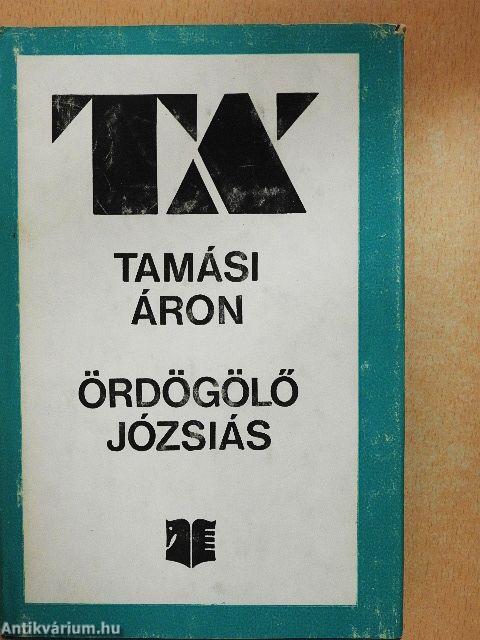 TÁ
TAMÁSI
ÁRON
ÖRDÖGÖLŐ
JÓZSIÁS
Antikvárium.hu